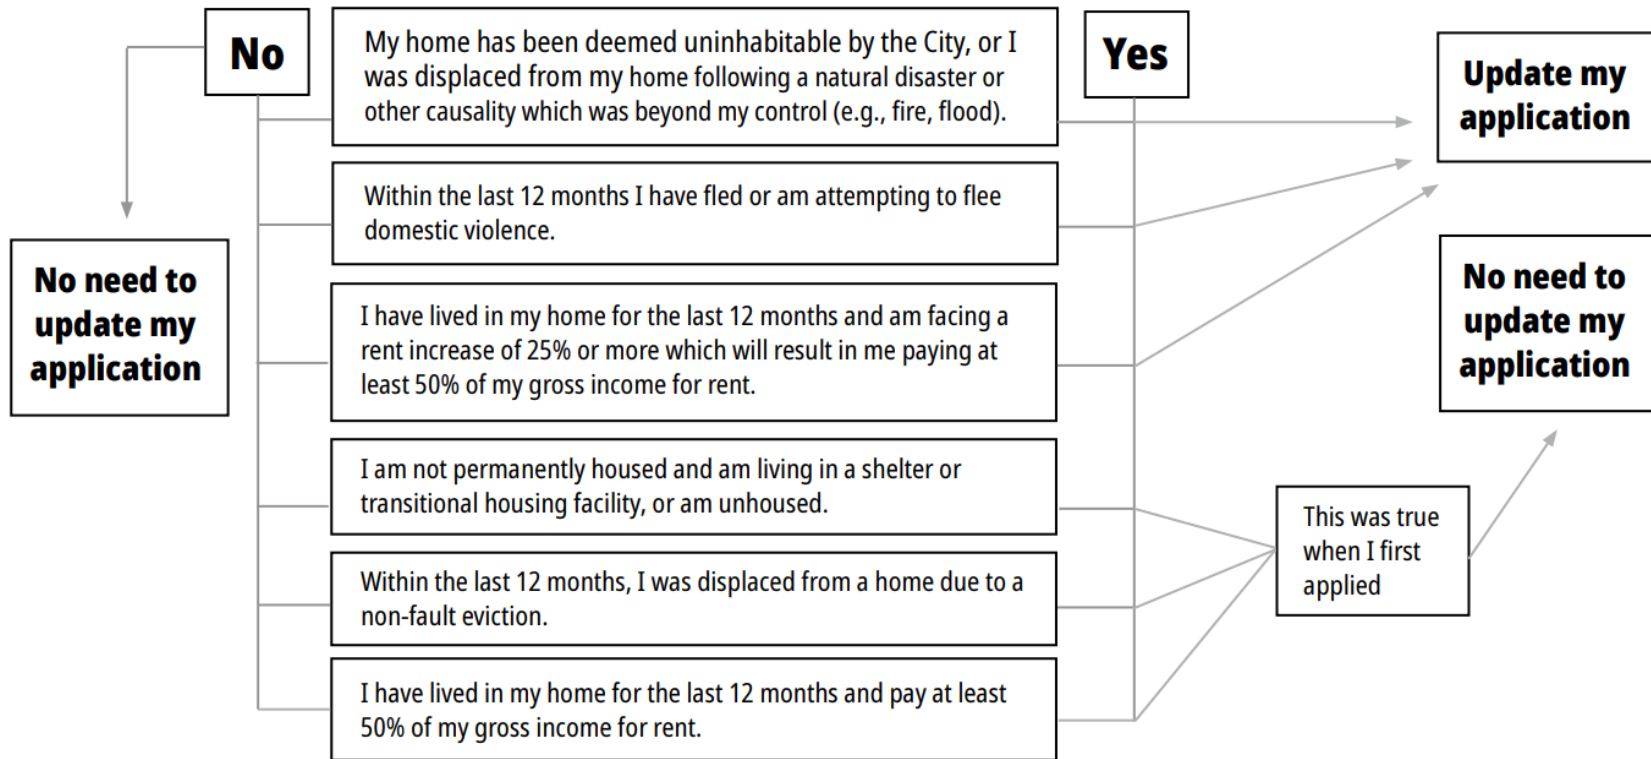 No
My home has been deemed uninhabitable by the City, or I
was displaced from my home following a natural disaster or
other causality which was beyond my control (e.g., fire, flood).
Yes
Update my
application
Within the last 12 months I have fled or am attempting to flee
domestic violence.
No need to
update my
application
I have lived in my home for the last 12 months and am facing a
rent increase of 25% or more which will result in me paying at
least 50% of my gross income for rent.
No need to
update my
application
I am not permanently housed and am living in a shelter or
transitional housing facility, or am unhoused.
This was true
when I first
applied
Within the last 12 months, I was displaced from a home due to a
non-fault eviction.
I have lived in my home for the last 12 months and pay at least
50% of my gross income for rent.